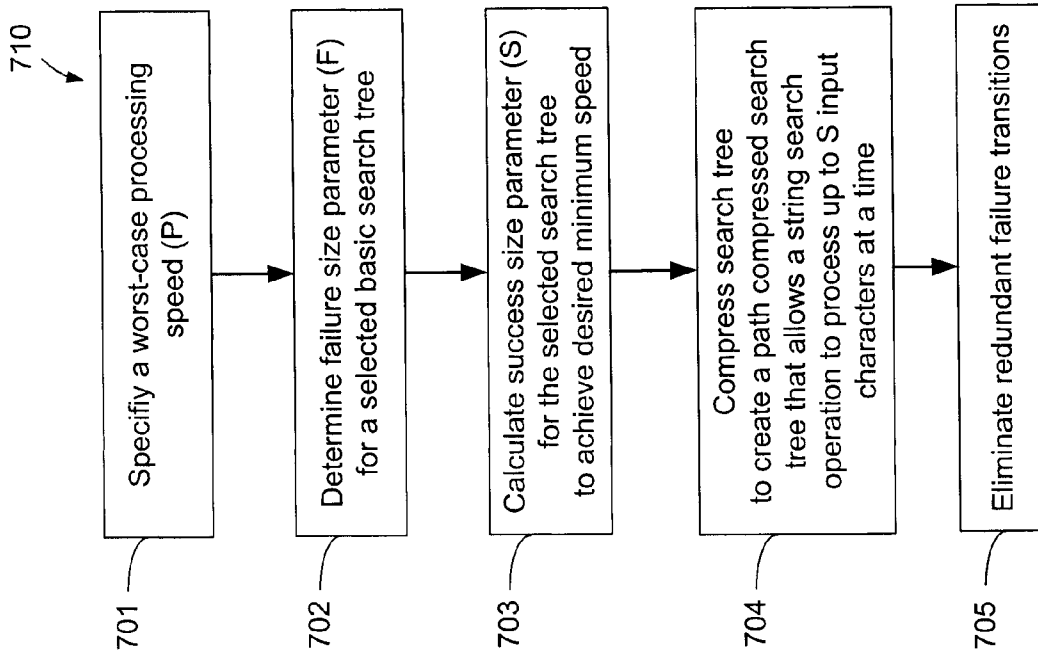 710
701
Specifiy a worst-case processing
speed (P)
702
Determine failure size parameter (F)
for a selected basic search tree
703
Calculate success size parameter (S)
for the selected search tree
to achieve desired minimum speed
704
Compress search tree
to create a path compressed search
tree that allows a string search
operation to process up to S input
characters at a time
705
Eliminate redundant failure transitions